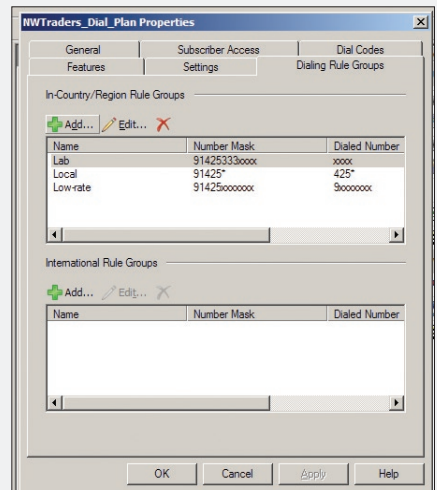 NWTraders_Dial_Plan Properties
General Subscriber Access Dial Codes
Features Settings Dialing Rule Groups
In-Country/Region Rule Groups
Add... Edit...
Name Number Mask Dialed Number
Lab 91425333xxxx xxxx
Local 91425* 425*
Low-rate 91425xxxxxxx 9xxxxxxx
International Rule Groups
Add... Edit...
Name Number Mask Dialed Number
OK Cancel Apply Help